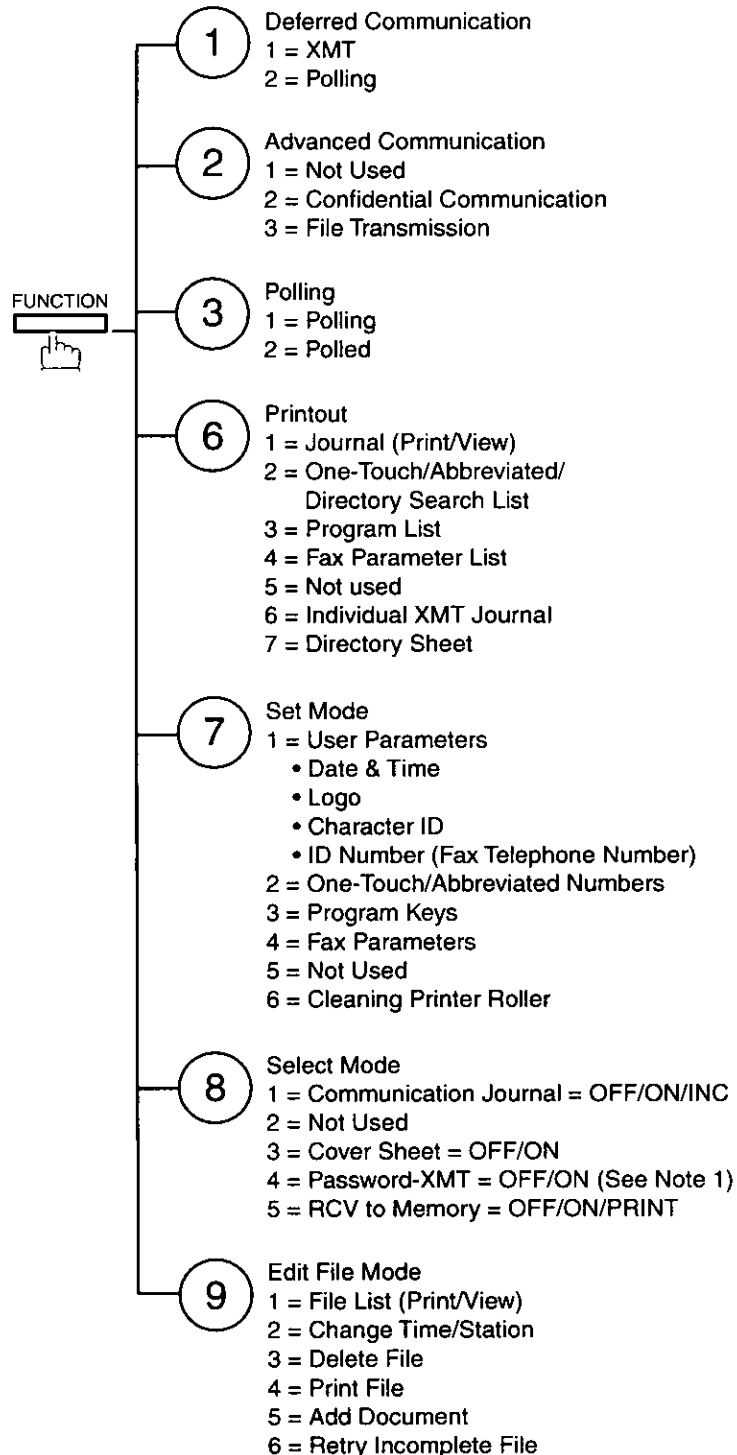 1
Deferred Communication
1 = XMT
2 = Polling
2
Advanced Communication
1 = Not Used
2 = Confidential Communication
3 = File Transmission
FUNCTION
3
Polling
1 = Polling
2 = Polled
6
Printout
1 = Journal (Print/View)
2 = One-Touch/Abbreviated/
Directory Search List
3 = Program List
4 = Fax Parameter List
5 = Not used
6 = Individual XMT Journal
7 = Directory Sheet
7
Set Mode
1 = User Parameters
• Date & Time
• Logo
• Character ID
• ID Number (Fax Telephone Number)
2 = One-Touch/Abbreviated Numbers
3 = Program Keys
4 = Fax Parameters
5 = Not Used
6 = Cleaning Printer Roller
8
Select Mode
1 = Communication Journal = OFF/ON/INC
2 = Not Used
3 = Cover Sheet = OFF/ON
4 = Password-XMT = OFF/ON (See Note 1)
5 = RCV to Memory = OFF/ON/PRINT
9
Edit File Mode
1 = File List (Print/View)
2 = Change Time/Station
3 = Delete File
4 = Print File
5 = Add Document
6 = Retry Incomplete File